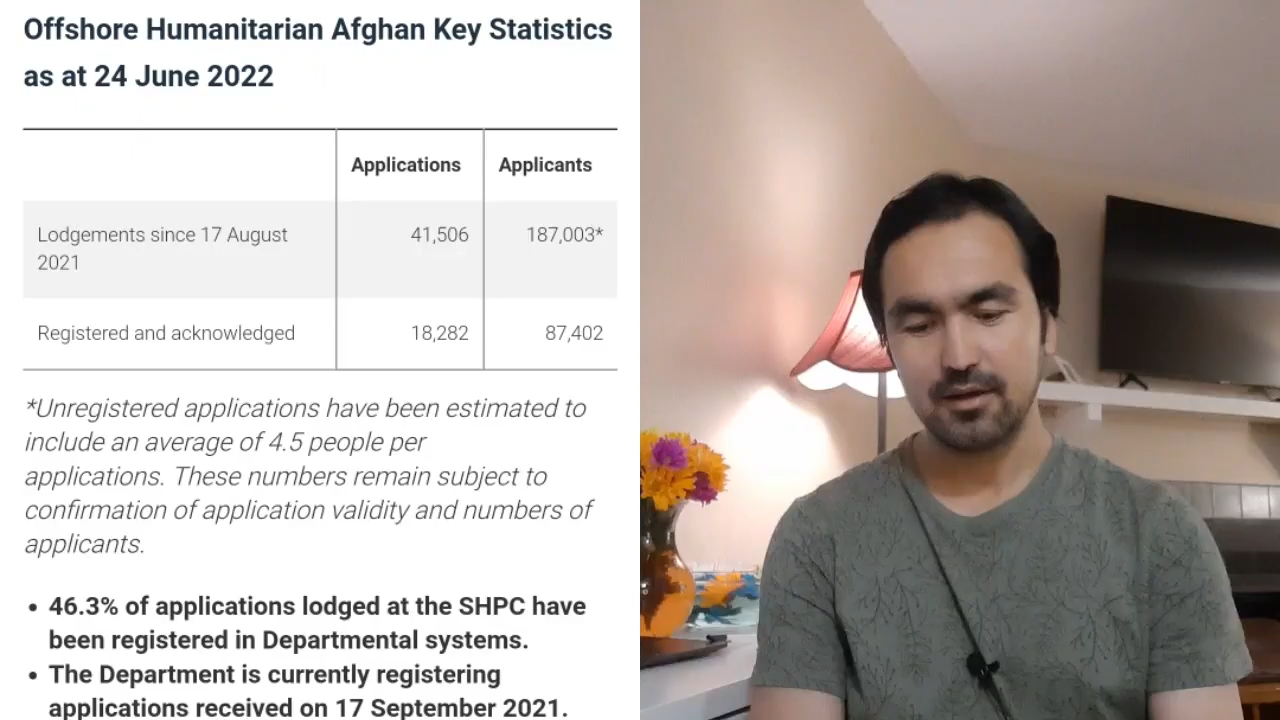 Offshore Humanitarian Afghan Key Statistics
as at 24 June 2022
Applications Applicants
Lodgements since 17 August 41,506 187,003*
2021
Registered and acknowledged 18,282 87,402
*Unregistered applications have been estimated to
include an average of 4.5 people per
applications. These numbers remain subject to
confirmation of application validity and numbers of
applicants.
• 46.3% of applications lodged at the SHPC have
been registered in Departmental systems.
• The Department is currently registering
applications received on 17 September 2021.